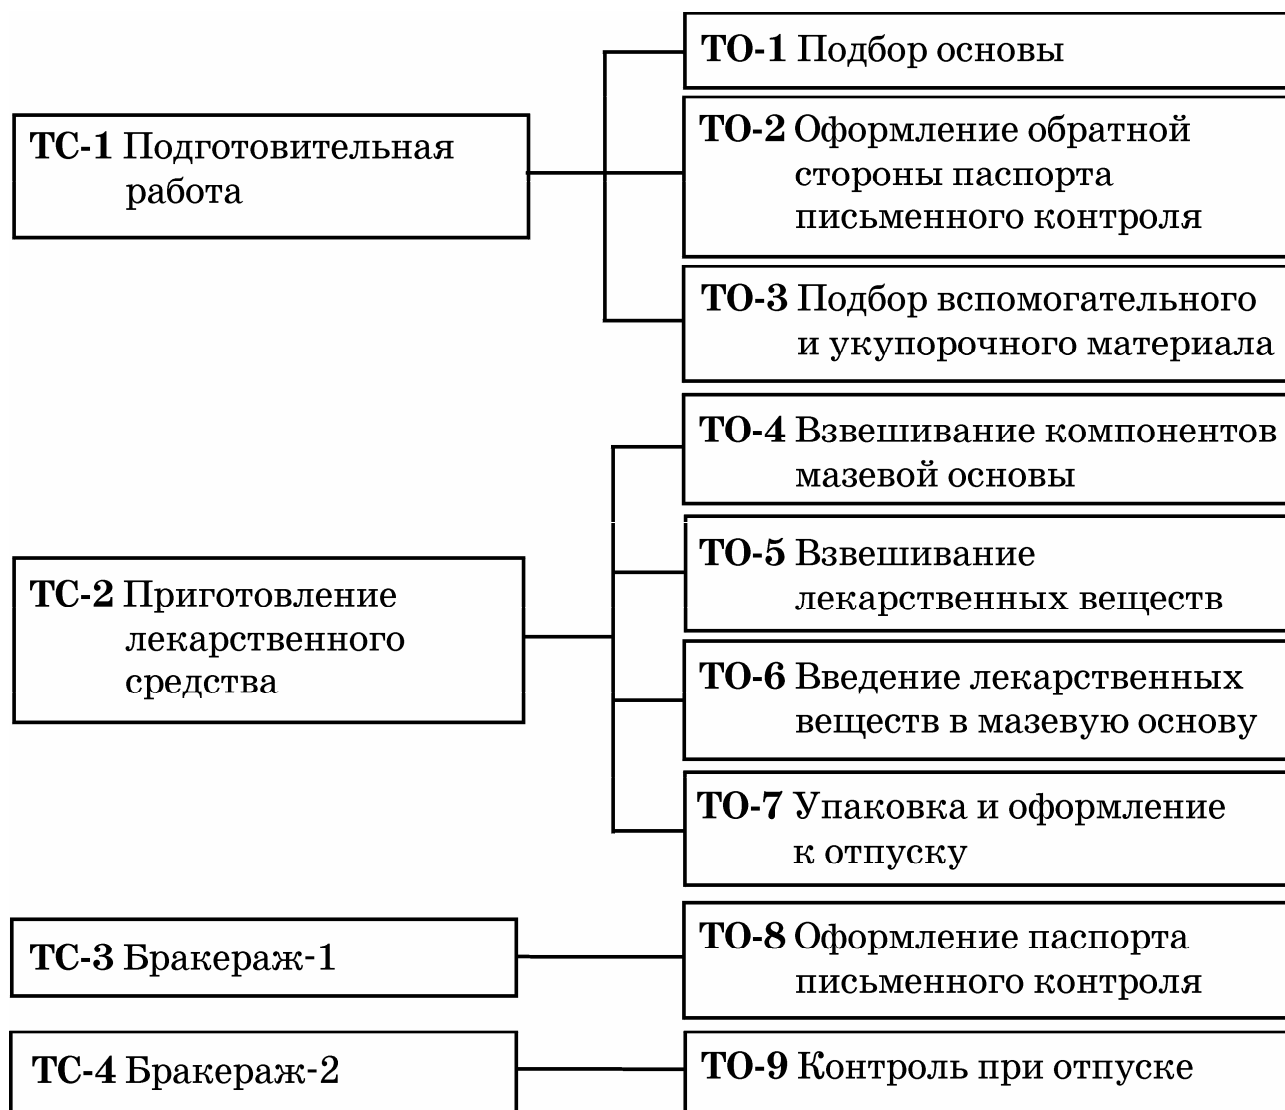 ТС-1 Подготовительная
работа
ТО-1 Подбор основы
ТО-2 Оформление обратной
стороны паспорта
письменного контроля
ТО-3 Подбор вспомогательного
и укупорочного материала
ТС-2 Приготовление
лекарственного
средства
ТО-4 Взвешивание компонентов
мазевой основы
ТО-5 Взвешивание
лекарственных веществ
ТО-6 Введение лекарственных
веществ в мазевую основу
ТО-7 Упаковка и оформление
к отпуску
ТС-3 Бракераж-1
ТО-8 Оформление паспорта
письменного контроля
ТС-4 Бракераж-2
ТО-9 Контроль при отпуске